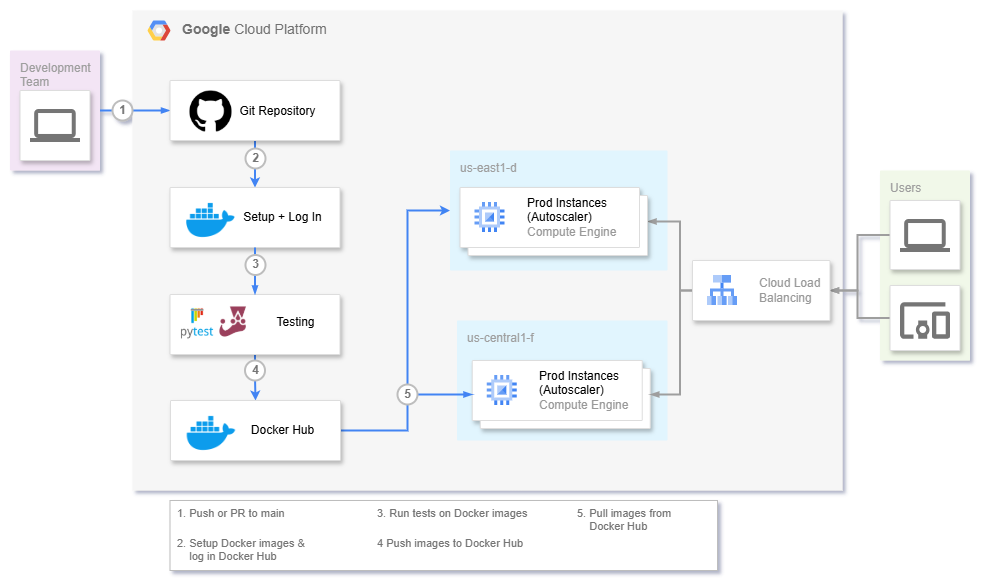 Google Cloud Platform
Development
Team
1
Git Repository
2
Setup + Log In
3
pytest
Testing
4
Docker Hub
5
us-east1-d
Prod Instances
(Autoscaler)
Compute Engine
us-central1-f
Prod Instances
(Autoscaler)
Compute Engine
Cloud Load
Balancing
Users
1. Push or PR to main
2. Setup Docker images &
log in Docker Hub
3. Run tests on Docker images
4 Push images to Docker Hub
5. Pull images from
Docker Hub